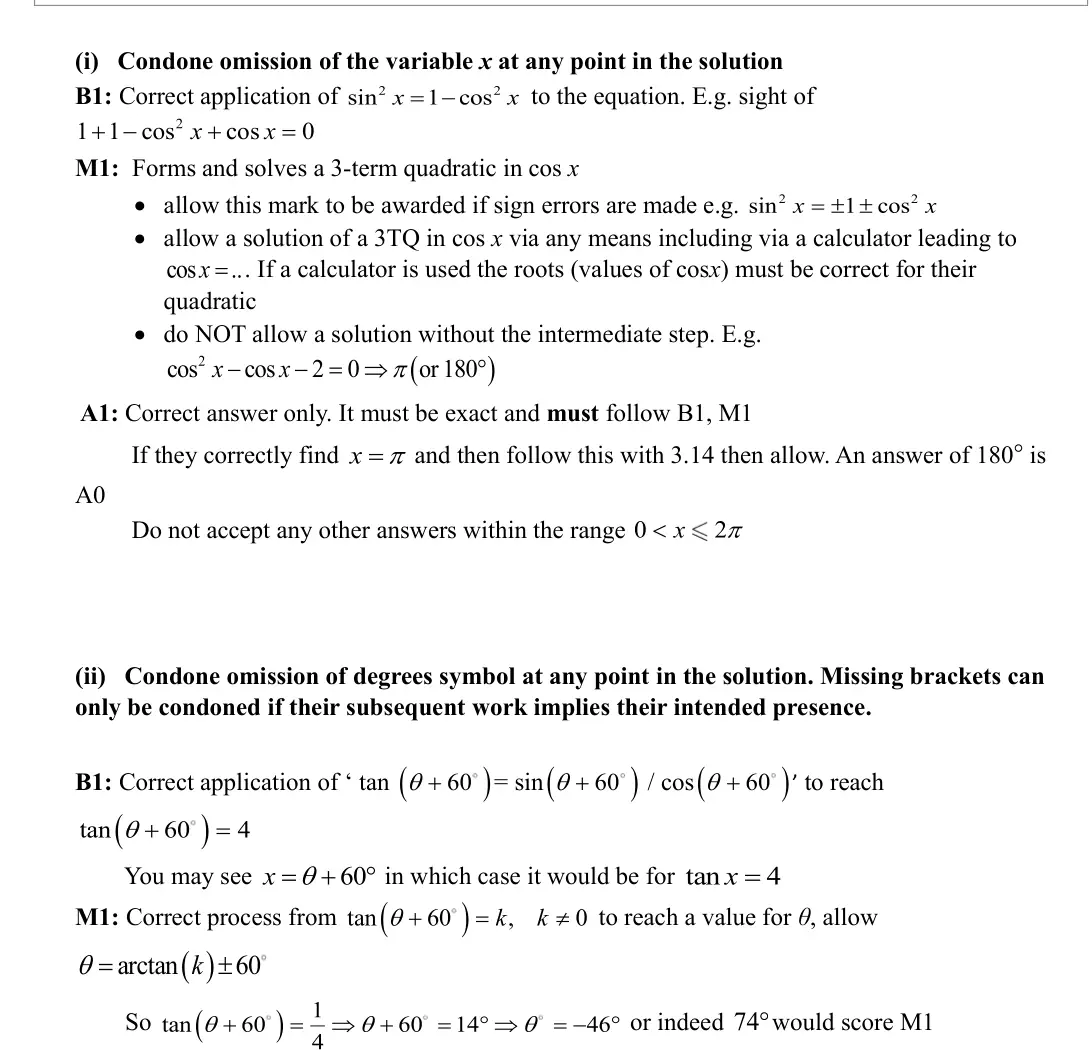 (i) Condone omission of the variable x at any point in the solution
B1: Correct application of sin² x = 1 − cos² x to the equation. E.g. sight of
1 + 1 − cos² x + cos x = 0
M1: Forms and solves a 3-term quadratic in cos x
• allow this mark to be awarded if sign errors are made e.g. sin² x = ±1 ± cos² x
• allow a solution of a 3TQ in cos x via any means including via a calculator leading to
cos x = .... If a calculator is used the roots (values of cosx) must be correct for their
quadratic
• do NOT allow a solution without the intermediate step. E.g.
cos² x − cos x − 2 = 0 ⇒ π (or 180°)
A1: Correct answer only. It must be exact and must follow B1, M1
If they correctly find x = π and then follow this with 3.14 then allow. An answer of 180° is
A0
Do not accept any other answers within the range 0 < x ⩽ 2π
(ii) Condone omission of degrees symbol at any point in the solution. Missing brackets can
only be condoned if their subsequent work implies their intended presence.
B1: Correct application of ‘ tan (θ + 60°) = sin(θ + 60°) / cos(θ + 60°)’ to reach
tan(θ + 60°) = 4
You may see x = θ + 60° in which case it would be for tan x = 4
M1: Correct process from tan(θ + 60°) = k, k ≠ 0 to reach a value for θ, allow
θ = arctan(k) ± 60°
So tan(θ + 60°) = 1/4 ⇒ θ + 60° = 14° ⇒ θ° = −46° or indeed 74° would score M1